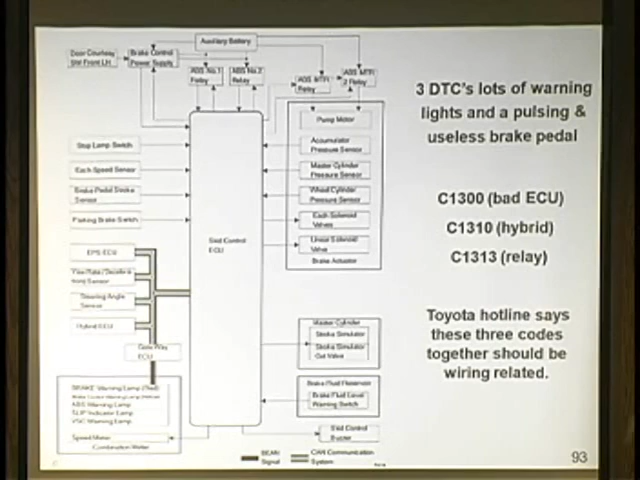 Auxiliary Battery
Door Courtesy
SW Front LH
Brake Control
Power Supply
ABS No.1
Relay
ABS No.2
Relay
ABS MTR
Relay
ABS MTR
2 Relay
Pump Motor
Stop Lamp Switch
Accumulator
Pressure Sensor
Each Speed Sensor
Master Cylinder
Pressure Sensor
Brake Pedal Stroke
Sensor
Wheel Cylinder
Pressure Sensor
Parking Brake Switch
Each Solenoid
Valves
Skid Control
ECU
Linear Solenoid
Valve
Brake Actuator
EPS ECU
Yaw Rate / Decelera
Sensor
Steering Angle
Sensor
Hybrid ECU
Gate Way
ECU
Master Cylinder
Stroke Simulator
Stroke Simulator
Cut Valve
Brake Fluid Reservoir
Brake Fluid Level
Warning Switch
BRAKE Warning Lamp (Red)
ABS Warning Lamp
SLIP Indicator Lamp
VSC Warning Lamp
Speed Meter
Combination Meter
Skid Control
Buzzer
BEAN
Signal
CAN Communication
System
3 DTC's lots of warning
lights and a pulsing &
useless brake pedal
C1300 (bad ECU)
C1310 (hybrid)
C1313 (relay)
Toyota hotline says
these three codes
together should be
wiring related.
93